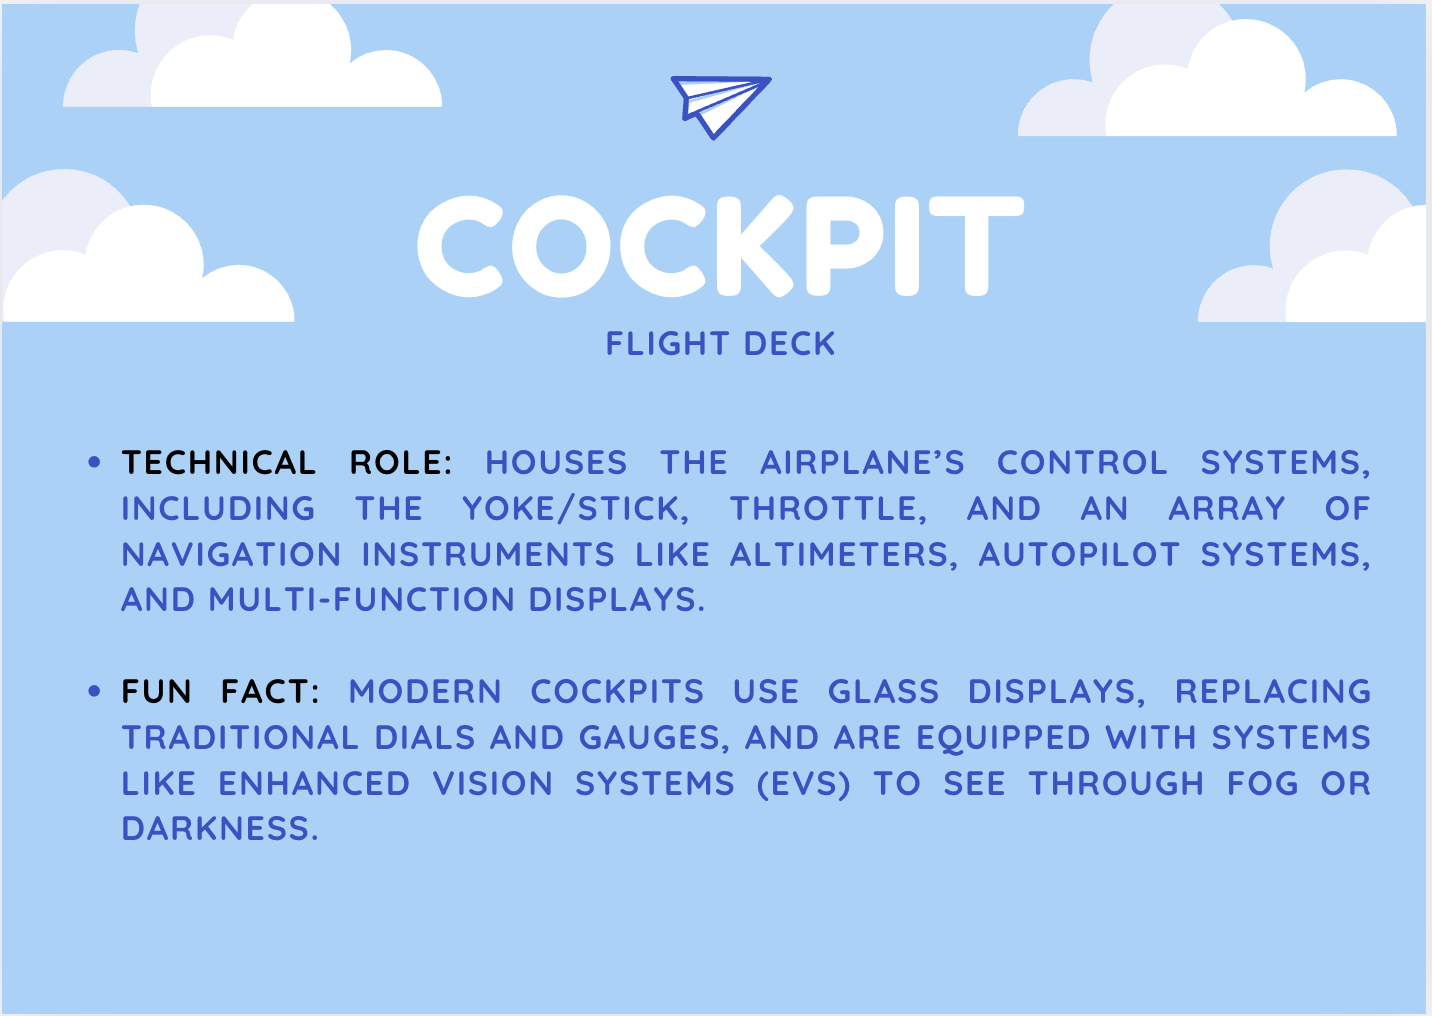 COCKPIT
FLIGHT DECK
• TECHNICAL ROLE: HOUSES THE AIRPLANE’S CONTROL SYSTEMS,
INCLUDING THE YOKE/STICK, THROTTLE, AND AN ARRAY OF
NAVIGATION INSTRUMENTS LIKE ALTIMETERS, AUTOPILOT SYSTEMS,
AND MULTI-FUNCTION DISPLAYS.
• FUN FACT: MODERN COCKPITS USE GLASS DISPLAYS, REPLACING
TRADITIONAL DIALS AND GAUGES, AND ARE EQUIPPED WITH SYSTEMS
LIKE ENHANCED VISION SYSTEMS (EVS) TO SEE THROUGH FOG OR
DARKNESS.